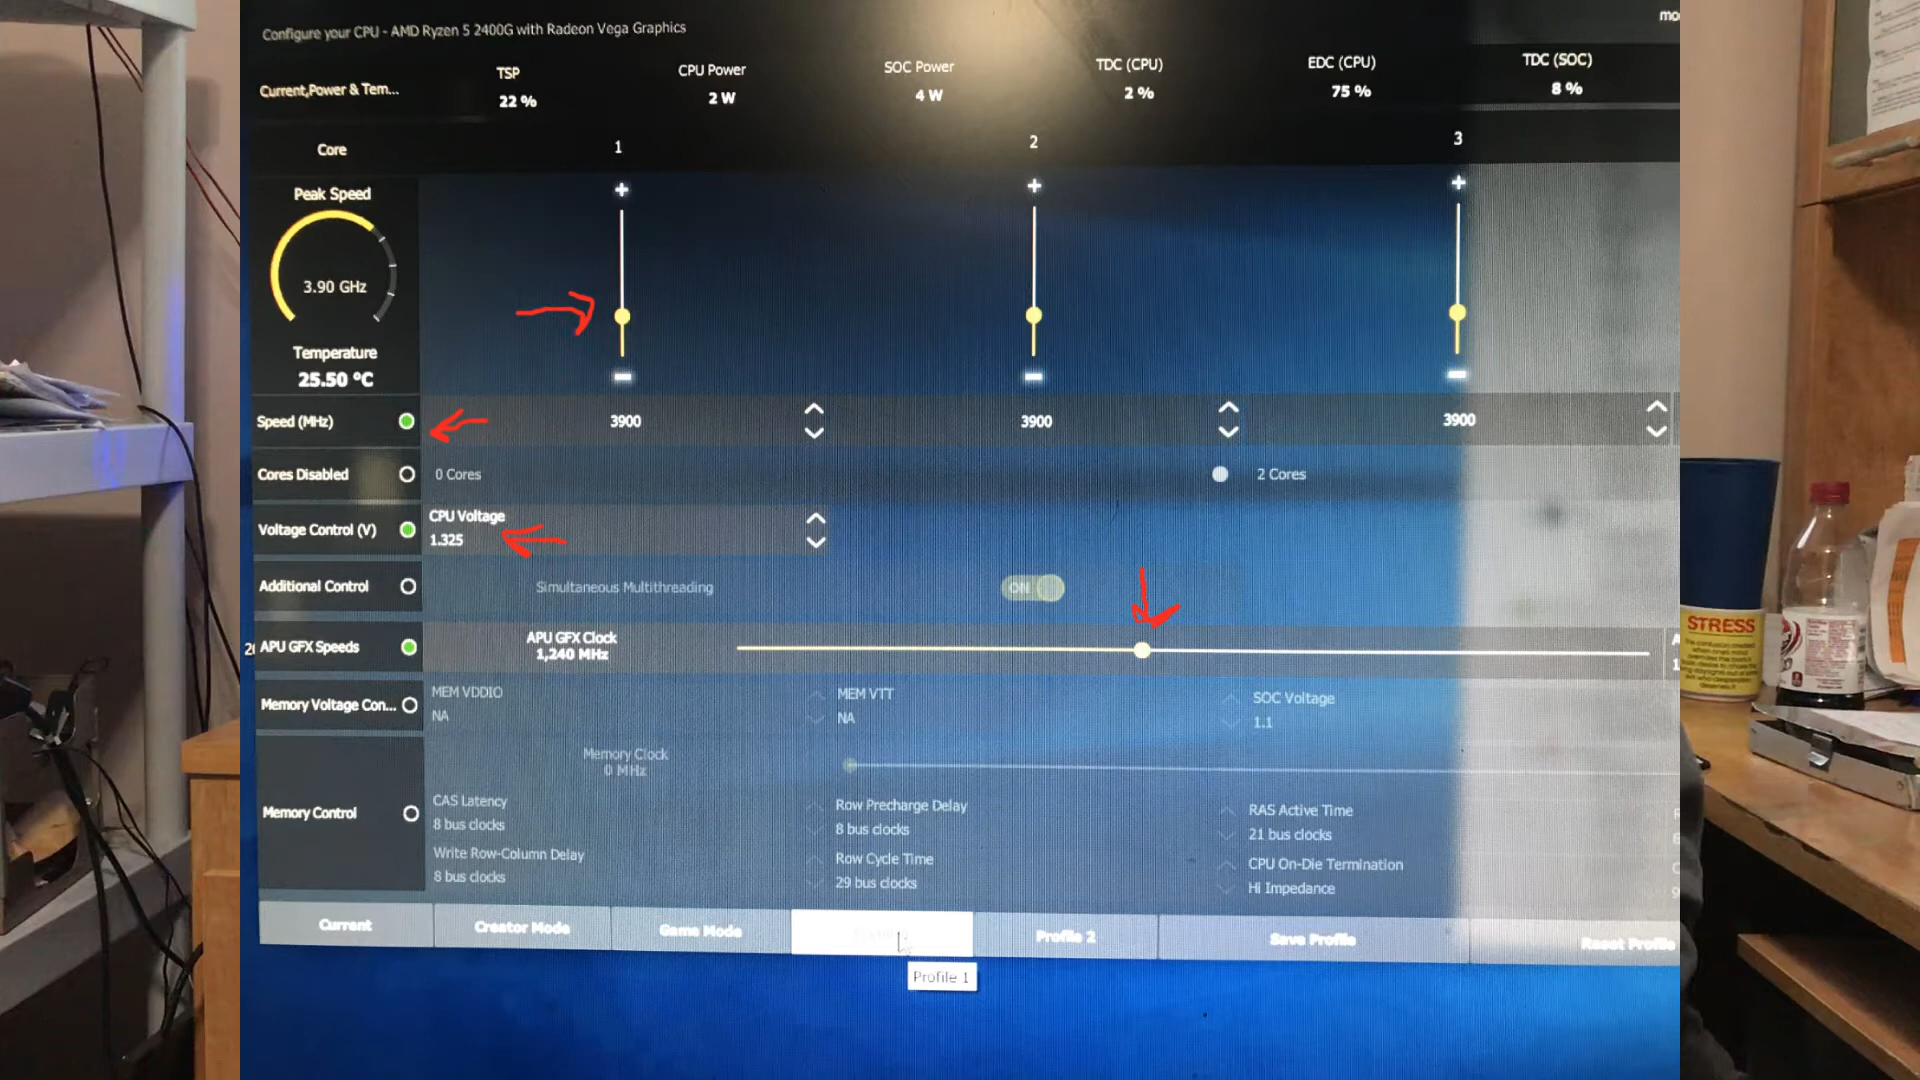 Configure your CPU - AMD Ryzen 5 2400G with Radeon Vega Graphics
mo
Current,Power & Tem...
TSP
22 %
CPU Power
2 W
SOC Power
4 W
TDC (CPU)
2 %
EDC (CPU)
75 %
TDC (SOC)
8 %
Core
1
2
3
Peak Speed
3.90 GHz
Temperature
25.50 °C
Speed (MHz)
3900
3900
3900
Cores Disabled
0 Cores
2 Cores
Voltage Control (V)
CPU Voltage
1.325
Additional Control
Simultaneous Multithreading
ON
APU GFX Speeds
APU GFX Clock
1,240 MHz
Memory Voltage Con...
MEM VDDIO
NA
MEM VTT
NA
SOC Voltage
1.1
Memory Clock
0 MHz
Memory Control
CAS Latency
8 bus clocks
Row Precharge Delay
8 bus clocks
RAS Active Time
21 bus clocks
Write Row-Column Delay
8 bus clocks
Row Cycle Time
29 bus clocks
CPU On-Die Termination
Hi Impedance
Current
Creator Mode
Game Mode
Profile 2
Save Profile
Reset Profile
Profile 1
STRESS